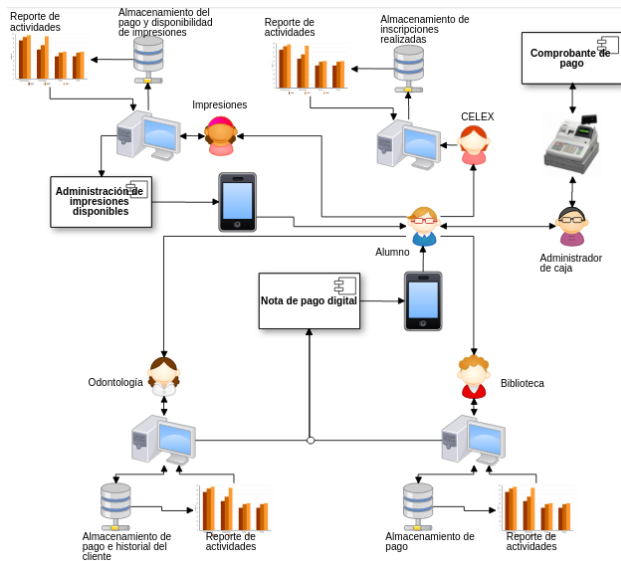 Reporte de
actividades
Almacenamiento del
pago y disponibilidad
de impresiones
Reporte de
actividades
Almacenamiento de
inscripciones
realizadas
Comprobante de
pago
Impresiones
CELEX
Administración de
impresiones
disponibles
Alumno
Administrador
de caja
Nota de pago digital
Odontología
Biblioteca
Almacenamiento de
pago e historial del
cliente
Reporte de
actividades
Almacenamiento de
pago
Reporte de
actividades